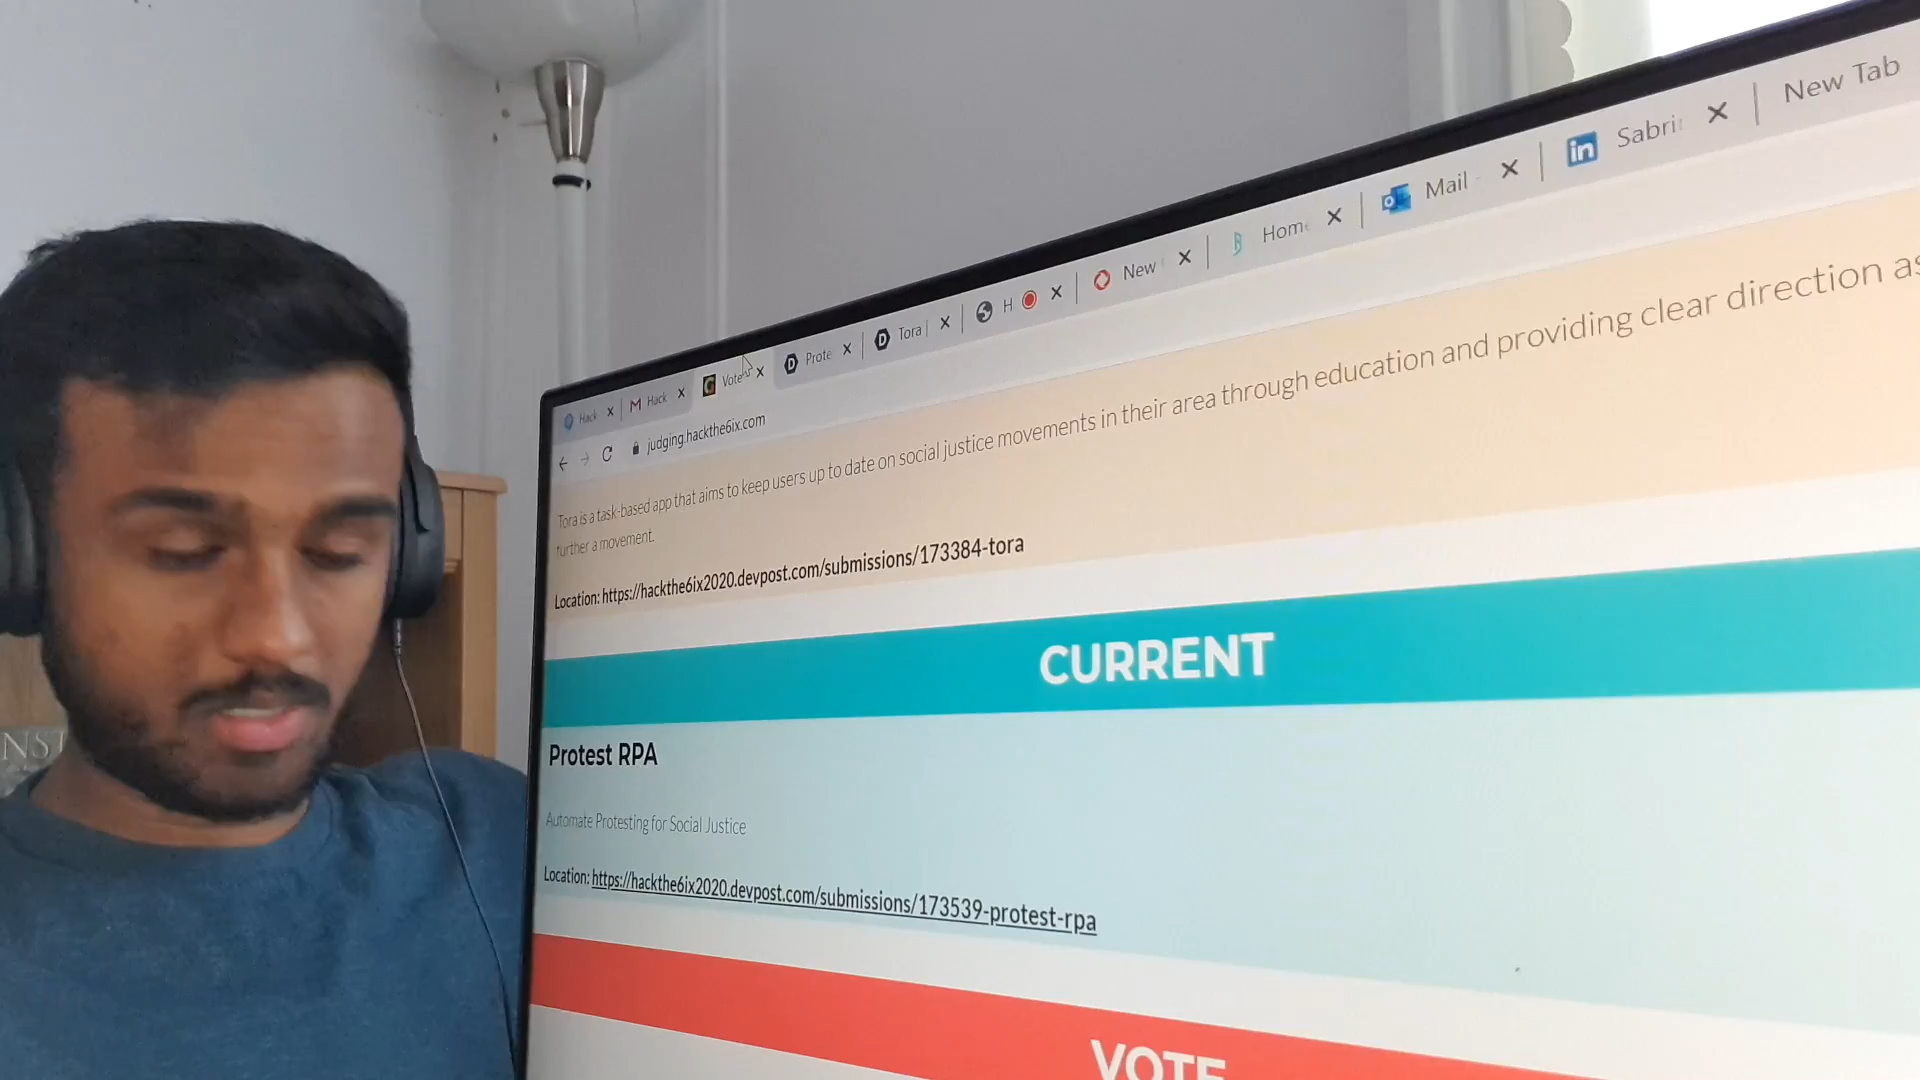 New Tab
in Sabri
Mail -
Hom
New
H
Tora
Prote
Vote
Hack
Hack
judging.hackthe6ix.com
Tora is a task-based app that aims to keep users up to date on social justice movements in their area through education and providing clear direction as
further a movement.
Location: https://hackthe6ix2020.devpost.com/submissions/173384-tora
CURRENT
Protest RPA
Automate Protesting for Social Justice
Location: https://hackthe6ix2020.devpost.com/submissions/173539-protest-rpa
VOTE
NST